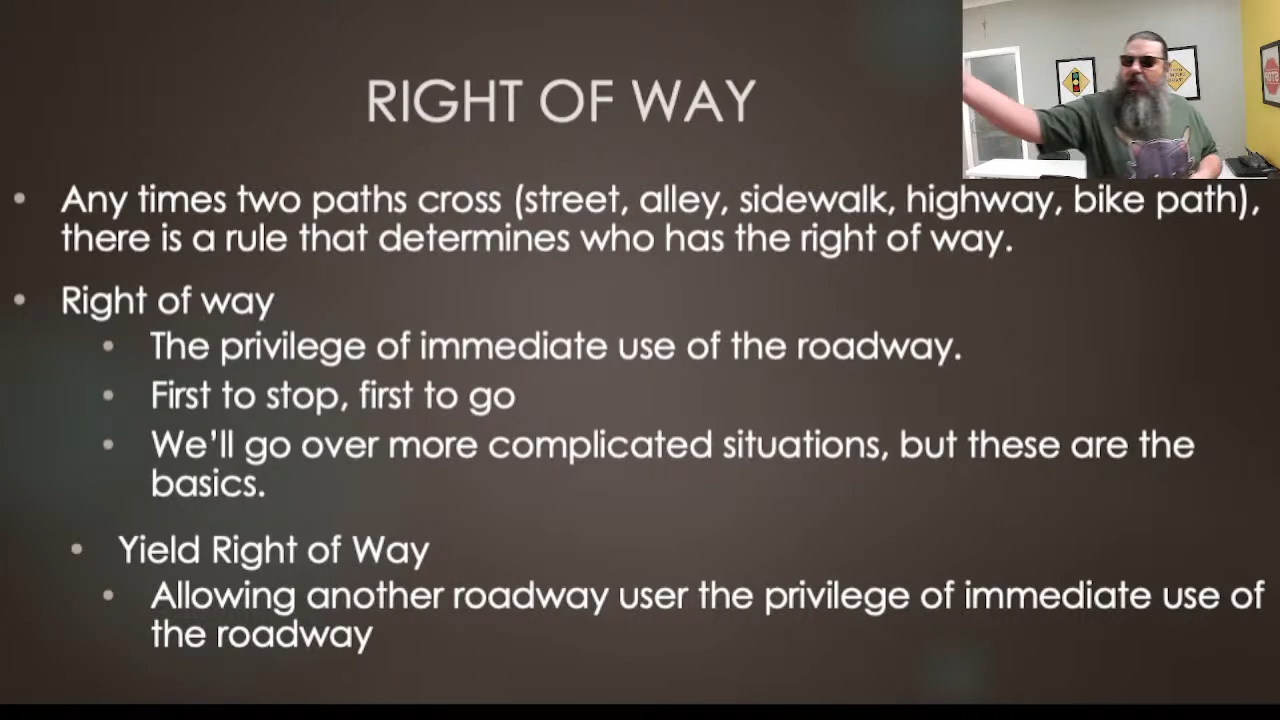 RIGHT OF WAY
• Any times two paths cross (street, alley, sidewalk, highway, bike path),
there is a rule that determines who has the right of way.
• Right of way
• The privilege of immediate use of the roadway.
• First to stop, first to go
• We'll go over more complicated situations, but these are the
basics.
• Yield Right of Way
• Allowing another roadway user the privilege of immediate use of
the roadway